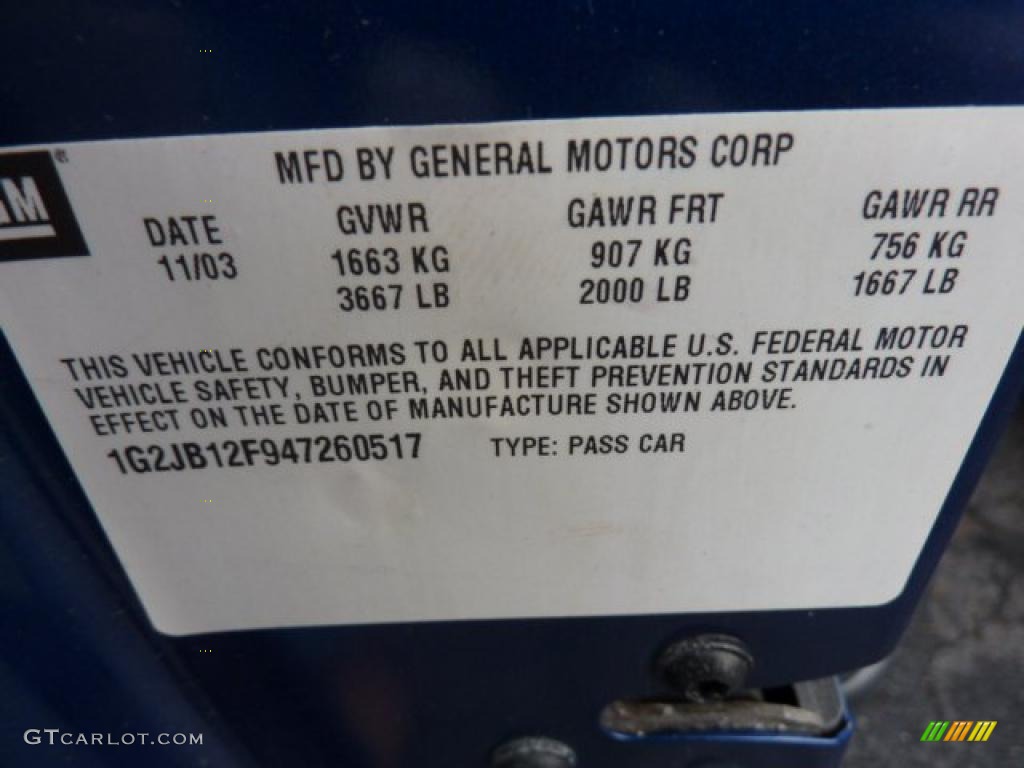 GM ®
MFD BY GENERAL MOTORS CORP
DATE GVWR GAWR FRT GAWR RR
11/03 1663 KG 907 KG 756 KG
3667 LB 2000 LB 1667 LB
THIS VEHICLE CONFORMS TO ALL APPLICABLE U.S. FEDERAL MOTOR
VEHICLE SAFETY, BUMPER, AND THEFT PREVENTION STANDARDS IN
EFFECT ON THE DATE OF MANUFACTURE SHOWN ABOVE.
1G2JB12F947260517 TYPE: PASS CAR
GTCARLOT.COM